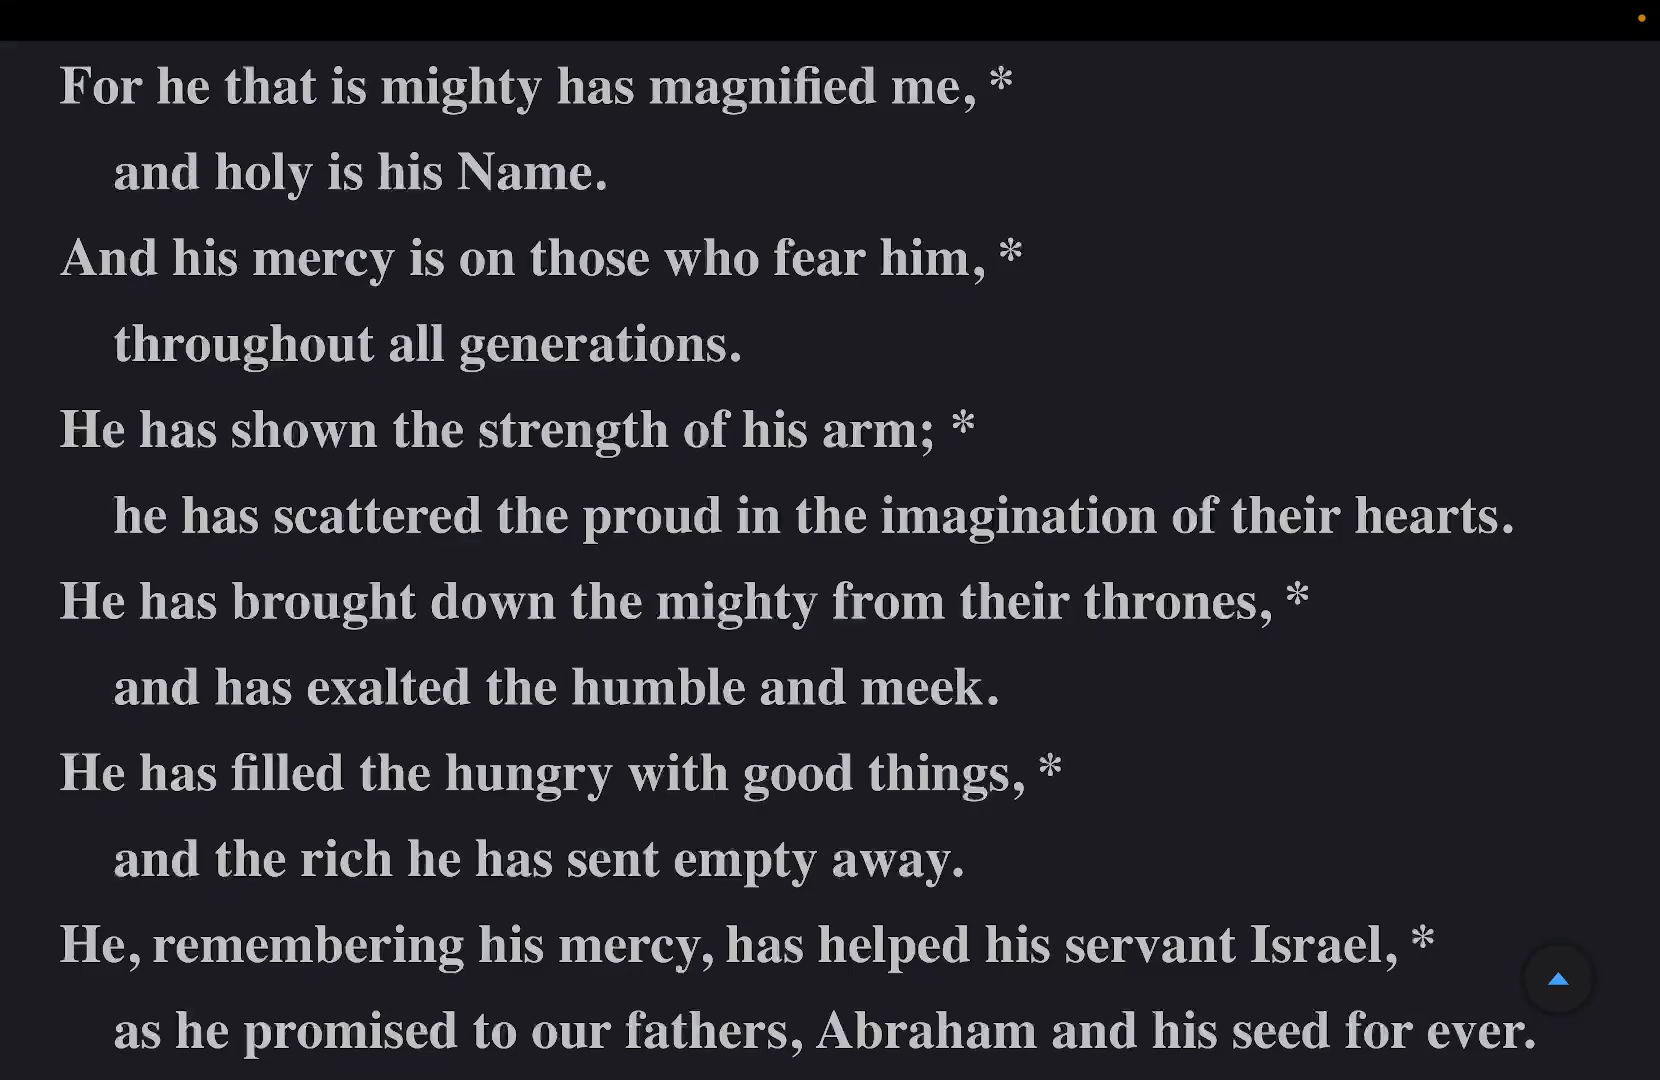 For he that is mighty has magnified me, *
and holy is his Name.
And his mercy is on those who fear him, *
throughout all generations.
He has shown the strength of his arm; *
he has scattered the proud in the imagination of their hearts.
He has brought down the mighty from their thrones, *
and has exalted the humble and meek.
He has filled the hungry with good things, *
and the rich he has sent empty away.
He, remembering his mercy, has helped his servant Israel, *
as he promised to our fathers, Abraham and his seed for ever.